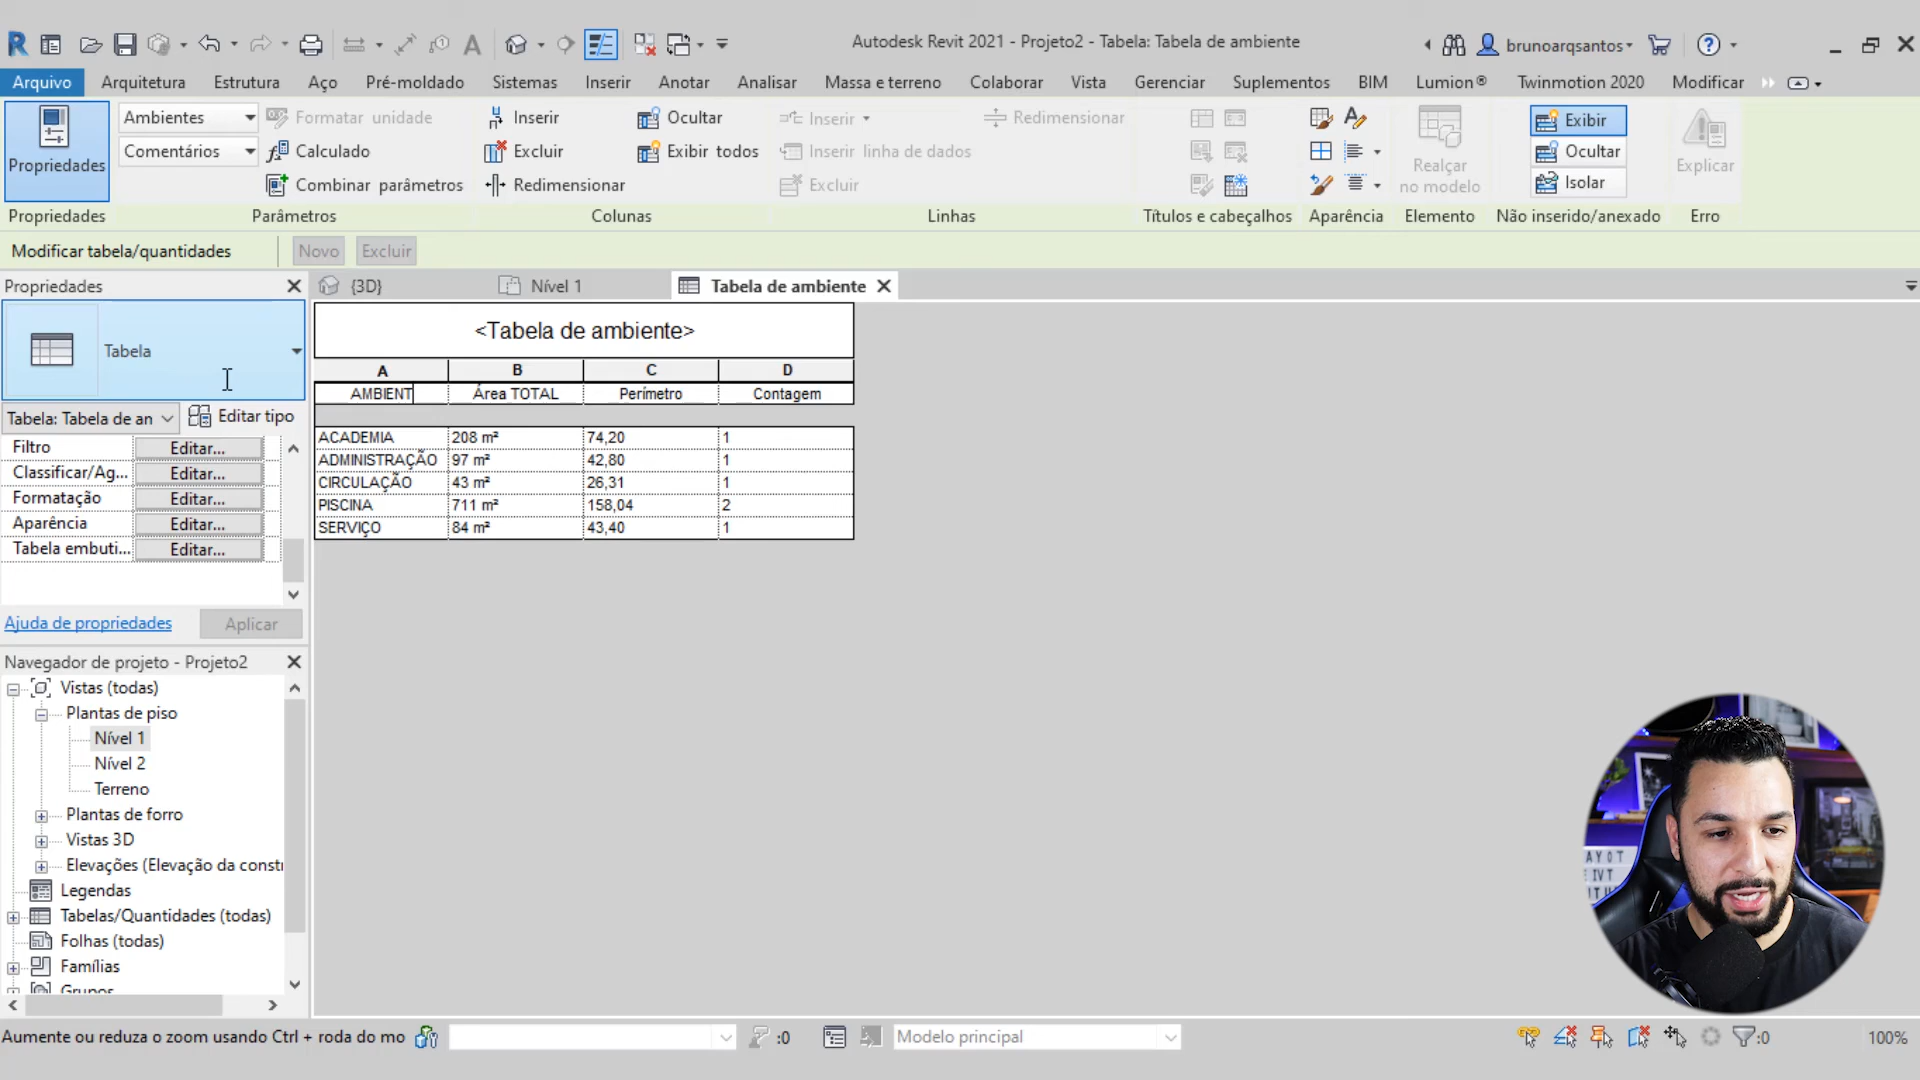 Autodesk Revit 2021 - Projeto2 - Tabela: Tabela de ambiente
brunoarqsantos
Arquivo Arquitetura Estrutura Aço Pré-moldado Sistemas Inserir Anotar Analisar Massa e terreno Colaborar Vista Gerenciar Suplementos BIM Lumion® Twinmotion 2020 Modificar
Ambientes Formatar unidade Inserir Ocultar Inserir Redimensionar Exibir
Comentários Calculado Excluir Exibir todos Inserir linha de dados Ocultar
Propriedades Combinar parâmetros Redimensionar Excluir Realçar no modelo Isolar Explicar
Propriedades Parâmetros Colunas Linhas Títulos e cabeçalhos Aparência Elemento Não inserido/anexado Erro
Modificar tabela/quantidades Novo Excluir
Propriedades
{3D} Nível 1 Tabela de ambiente
Tabela
Tabela: Tabela de an Editar tipo
Filtro Editar...
Classificar/Ag... Editar...
Formatação Editar...
Aparência Editar...
Tabela embuti... Editar...
Ajuda de propriedades Aplicar
<Tabela de ambiente>
A B C D
AMBIENT Área TOTAL Perímetro Contagem
ACADEMIA 208 m² 74,20 1
ADMINISTRAÇÃO 97 m² 42,80 1
CIRCULAÇÃO 43 m² 26,31 1
PISCINA 711 m² 158,04 2
SERVIÇO 84 m² 43,40 1
Navegador de projeto - Projeto2
Vistas (todas)
Plantas de piso
Nível 1
Nível 2
Terreno
Plantas de forro
Vistas 3D
Elevações (Elevação da constr
Legendas
Tabelas/Quantidades (todas)
Folhas (todas)
Famílias
Grupos
Aumente ou reduza o zoom usando Ctrl + roda do mo :0 Modelo principal :0 100%